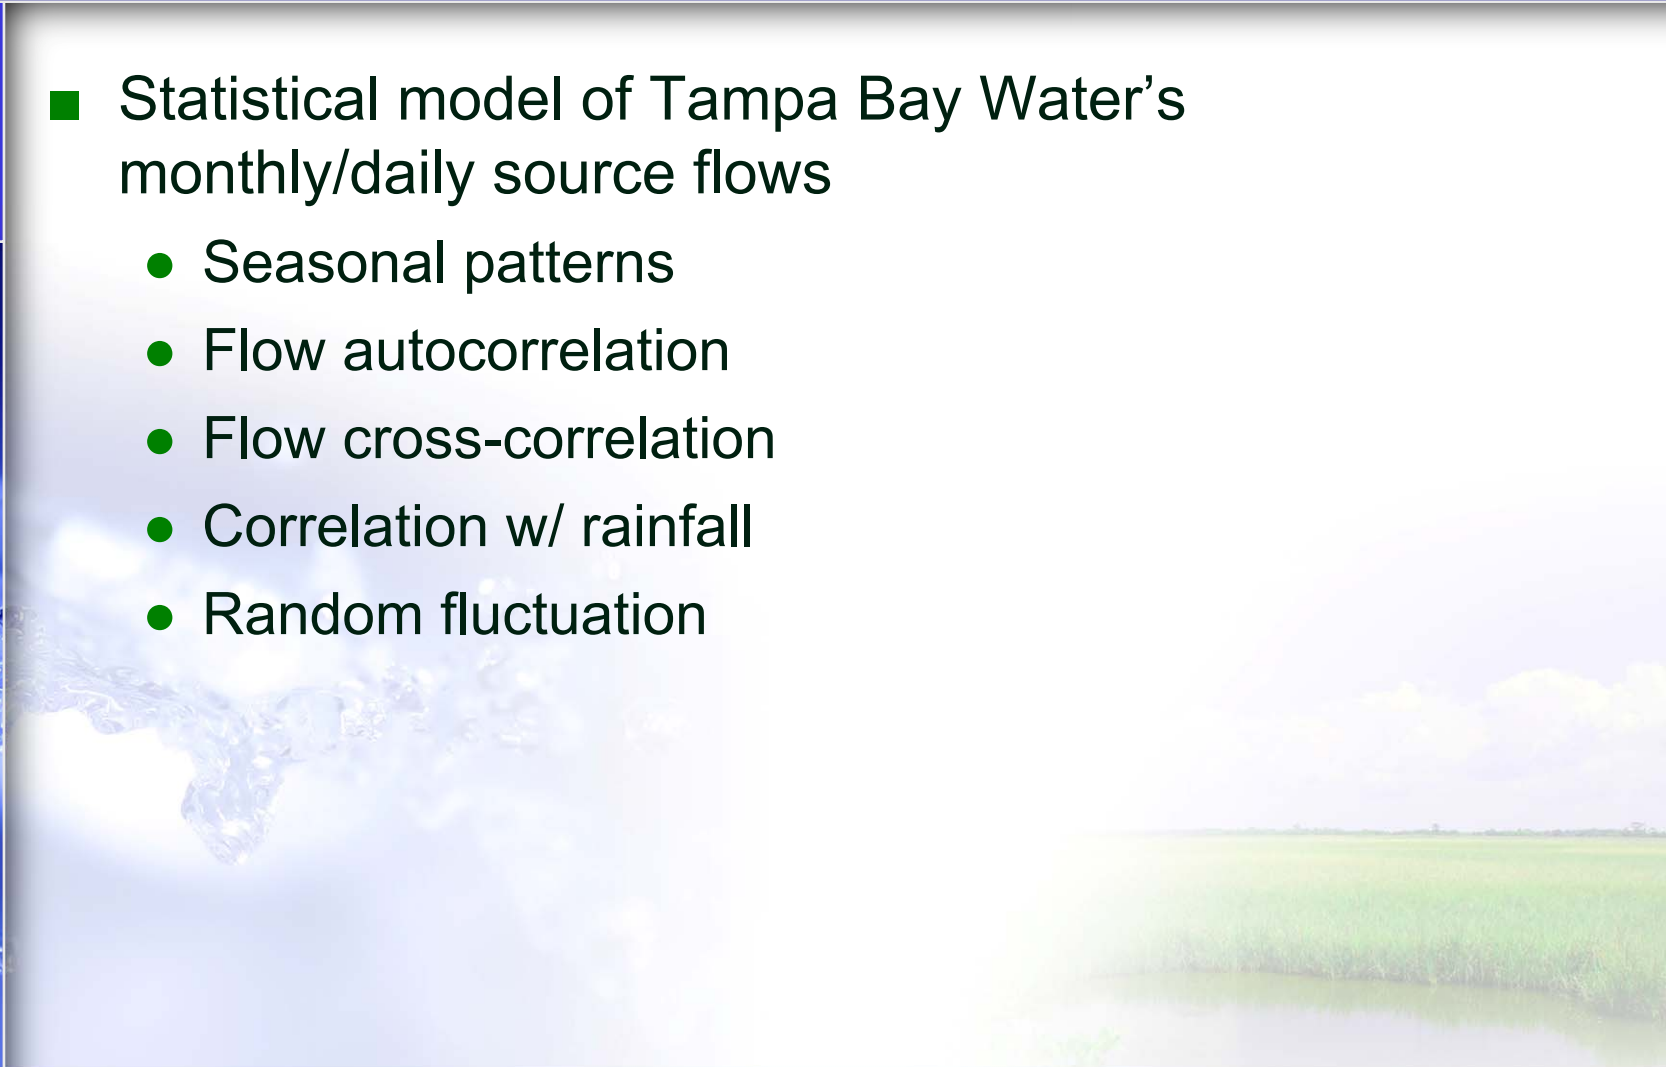 ■ Statistical model of Tampa Bay Water’s
monthly/daily source flows
● Seasonal patterns
● Flow autocorrelation
● Flow cross-correlation
● Correlation w/ rainfall
● Random fluctuation